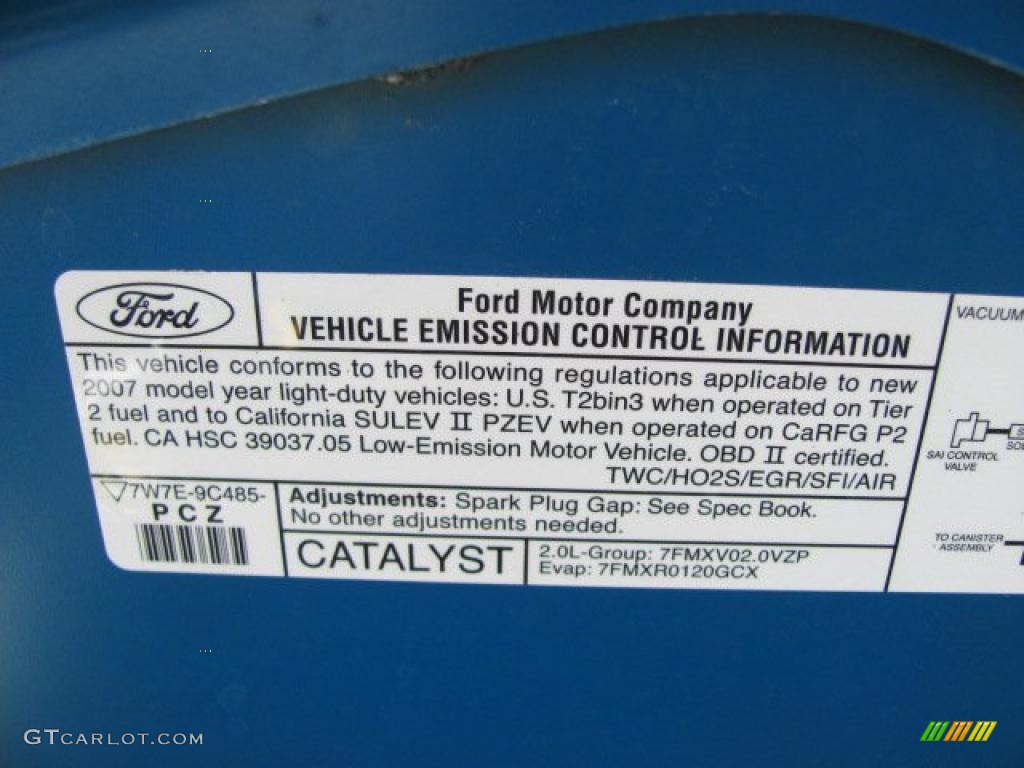 Ford
Ford Motor Company
VEHICLE EMISSION CONTROL INFORMATION
This vehicle conforms to the following regulations applicable to new
2007 model year light-duty vehicles: U.S. T2bin3 when operated on Tier
2 fuel and to California SULEV II PZEV when operated on CaRFG P2
fuel. CA HSC 39037.05 Low-Emission Motor Vehicle. OBD II certified.
TWC/HO2S/EGR/SFI/AIR
7W7E-9C485-
PCZ
Adjustments: Spark Plug Gap: See Spec Book.
No other adjustments needed.
CATALYST
2.0L-Group: 7FMXV02.0VZP
Evap: 7FMXR0120GCX
VACUUM
SAI CONTROL
VALVE
TO CANISTER
ASSEMBLY
GTCARLOT.COM